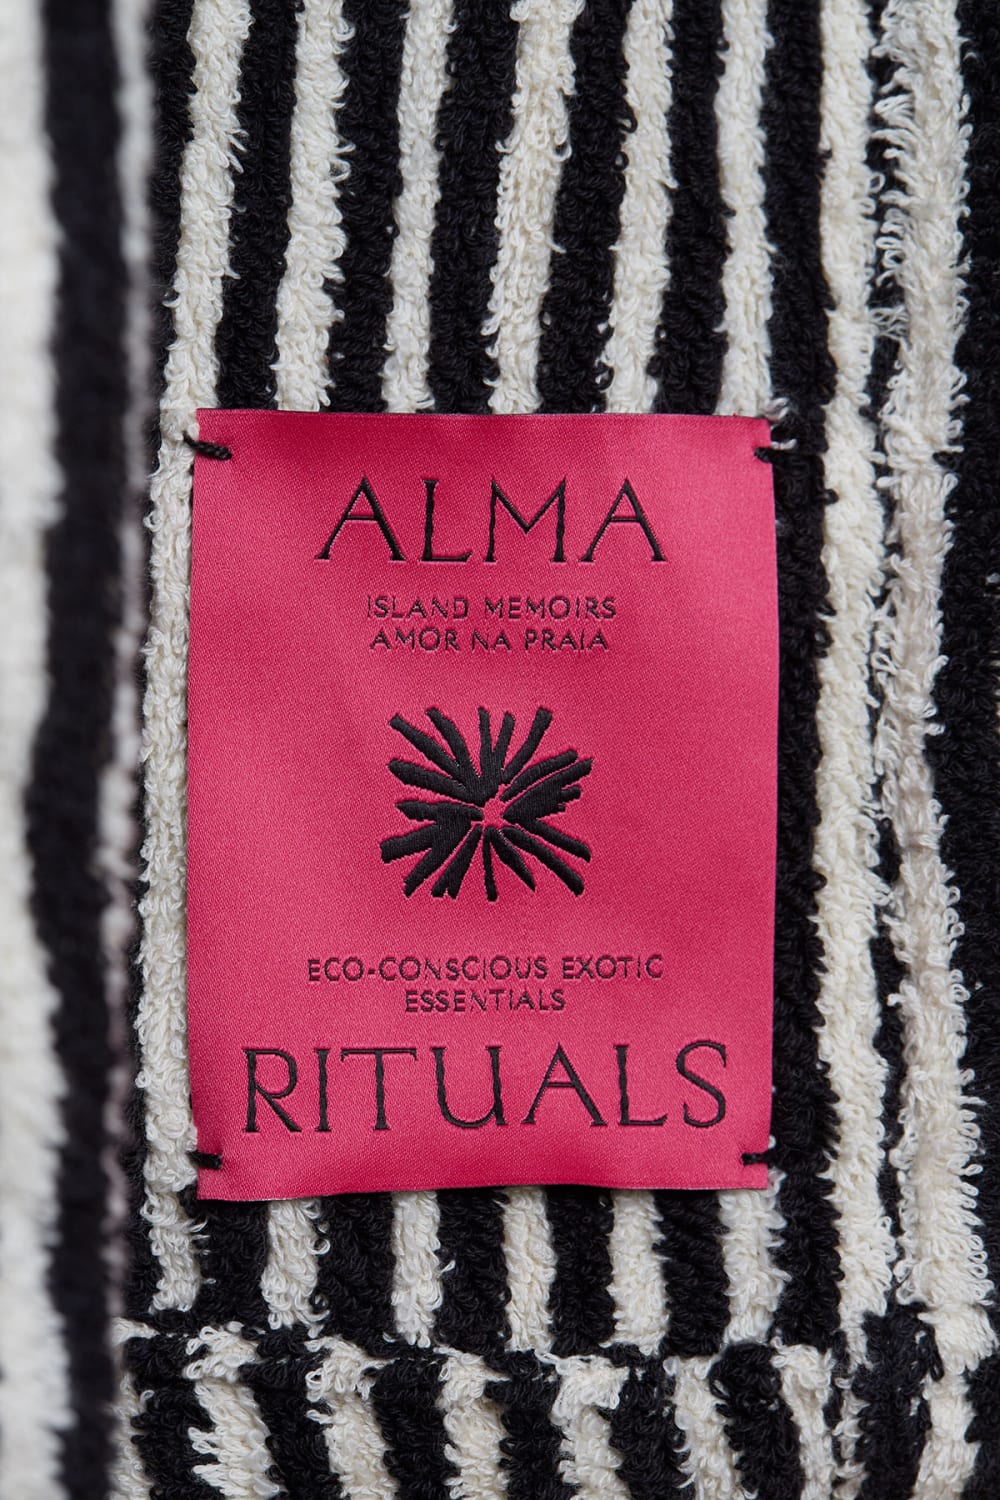 ALMA
ISLAND MEMOIRS
AMOR NA PRAIA
ECO-CONSCIOUS EXOTIC
ESSENTIALS
RITUALS